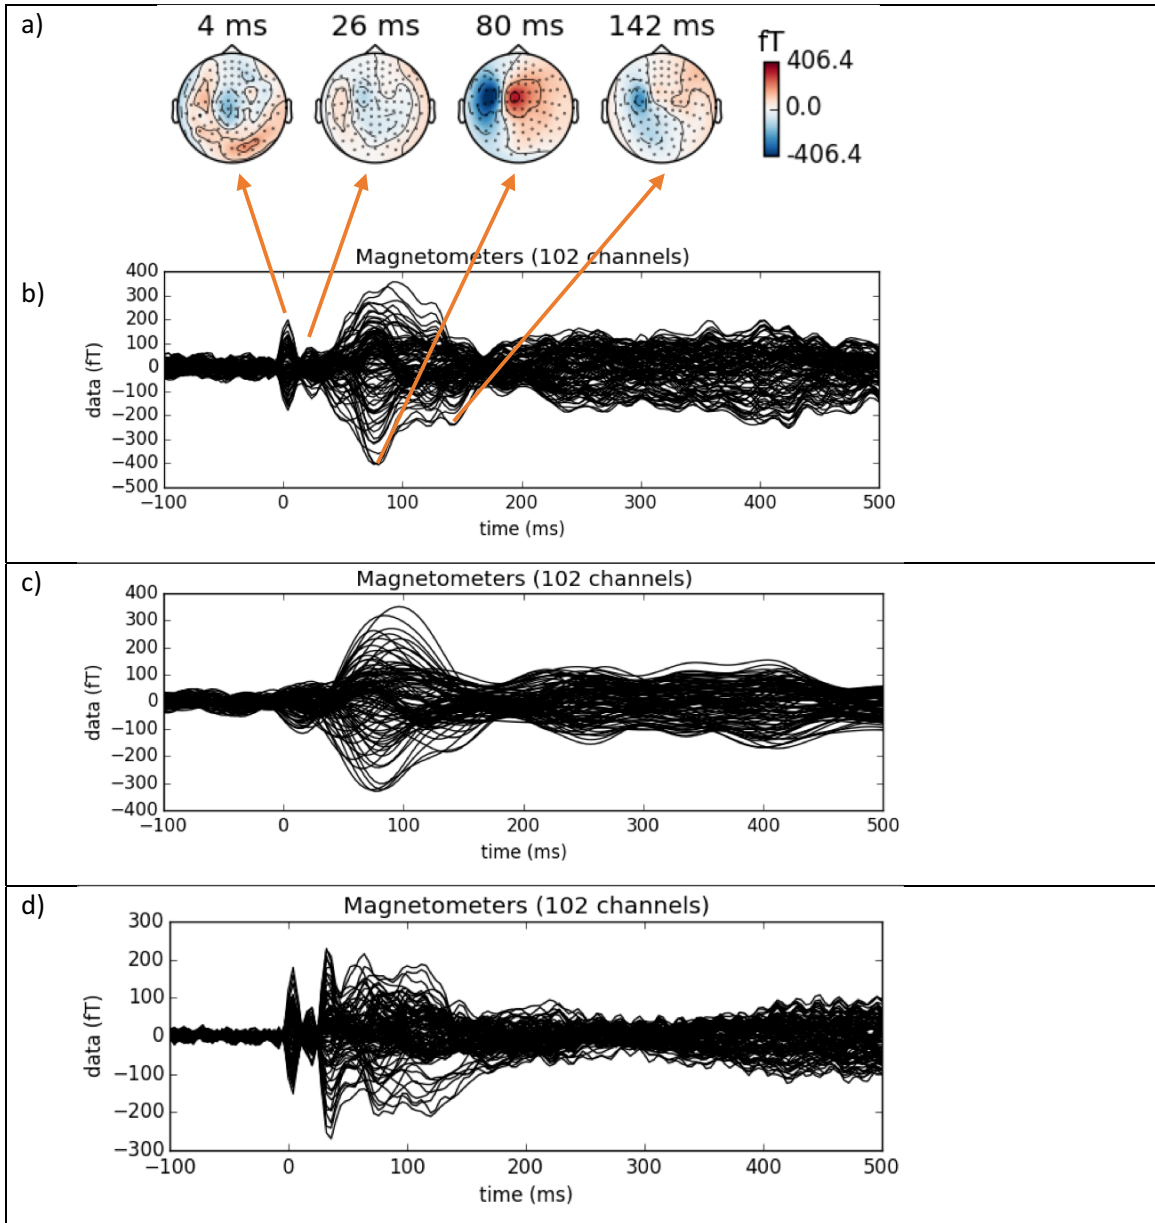 a)
4 ms 26 ms 80 ms 142 ms
fT
406.4
0.0
-406.4
b)
Magnetometers (102 channels)
400
300
200
100
0
−100
−200
−300
−400
−500
data (fT)
−100 0 100 200 300 400 500
time (ms)
c)
Magnetometers (102 channels)
400
300
200
100
0
−100
−200
−300
−400
data (fT)
−100 0 100 200 300 400 500
time (ms)
d)
Magnetometers (102 channels)
300
200
100
0
−100
−200
−300
data (fT)
−100 0 100 200 300 400 500
time (ms)